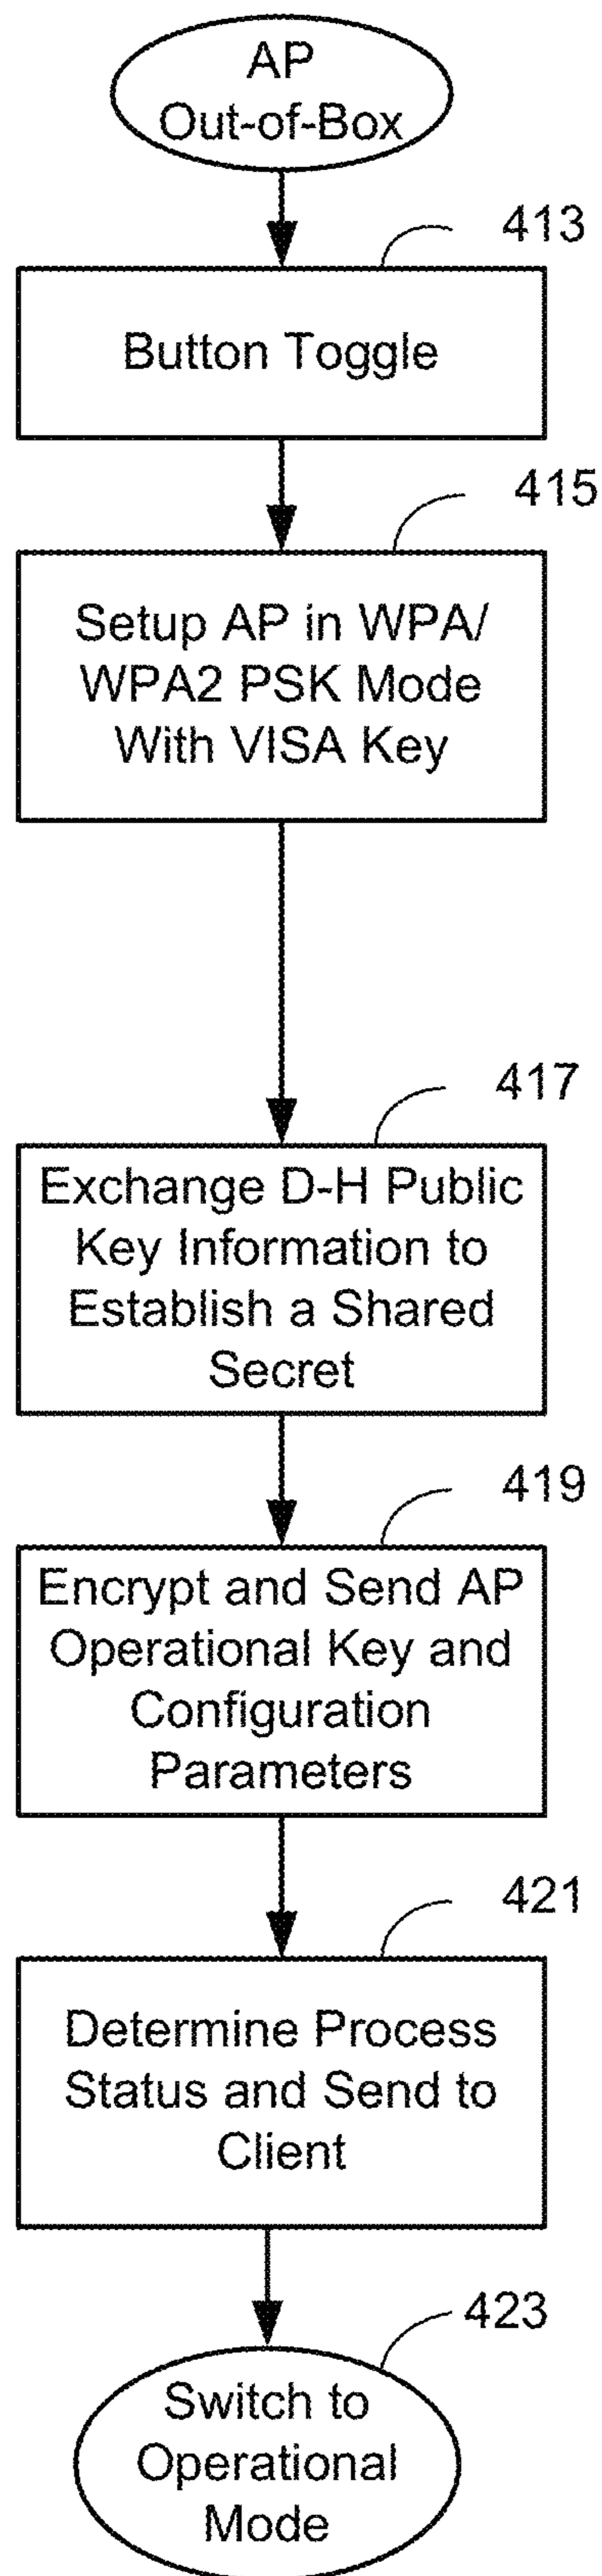 AP
Out-of-Box
413
Button Toggle
415
Setup AP in WPA/
WPA2 PSK Mode
With VISA Key
417
Exchange D-H Public
Key Information to
Establish a Shared
Secret
419
Encrypt and Send AP
Operational Key and
Configuration
Parameters
421
Determine Process
Status and Send to
Client
423
Switch to
Operational
Mode